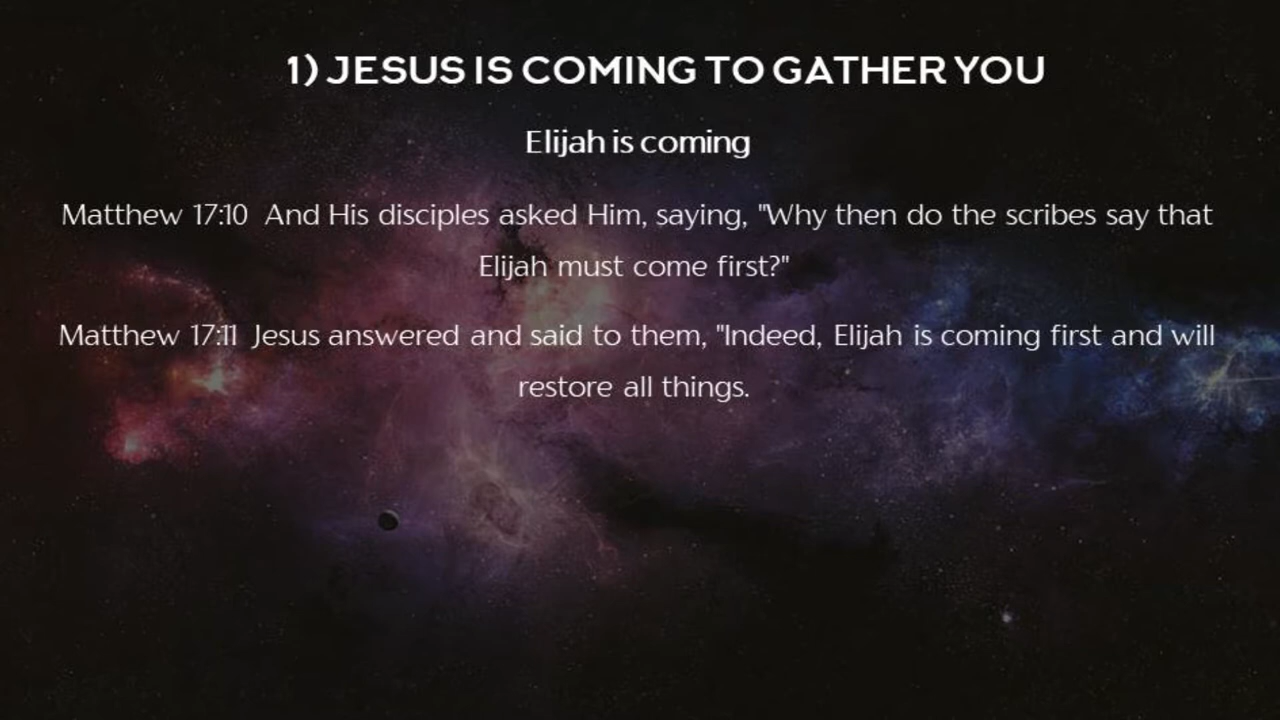 1) JESUS IS COMING TO GATHER YOU
Elijah is coming
Matthew 17:10  And His disciples asked Him, saying, "Why then do the scribes say that
Elijah must come first?"
Matthew 17:11  Jesus answered and said to them, "Indeed, Elijah is coming first and will
restore all things.